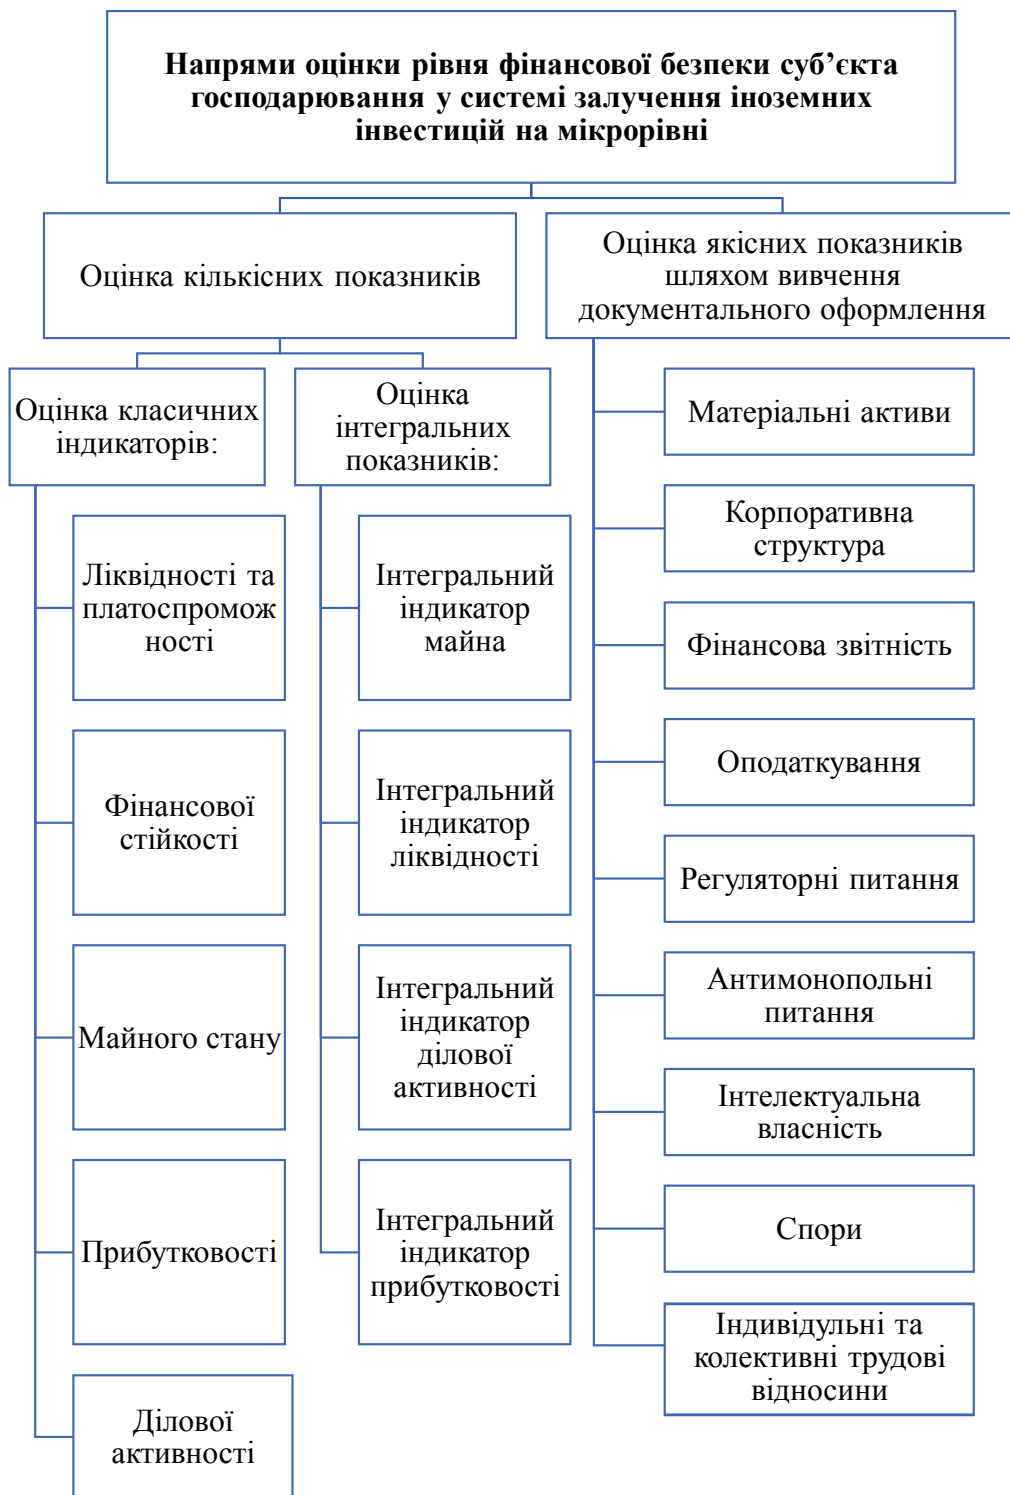 Напрями оцінки рівня фінансової безпеки суб’єкта
господарювання у системі залучення іноземних
інвестицій на мікрорівні
Оцінка кількісних показників
Оцінка якісних показників
шляхом вивчення
документального оформлення
Оцінка класичних
індикаторів:
Ліквідності та
платоспромож
ності
Фінансової
стійкості
Майного стану
Прибутковості
Ділової
активності
Оцінка
інтегральних
показників:
Інтегральний
індикатор
майна
Інтегральний
індикатор
ліквідності
Інтегральний
індикатор
ділової
активності
Інтегральний
індикатор
прибутковості
Матеріальні активи
Корпоративна
структура
Фінансова звітність
Оподаткування
Регуляторні питання
Антимонопольні
питання
Інтелектуальна
власність
Спори
Індивідульні та
колективні трудові
відносини